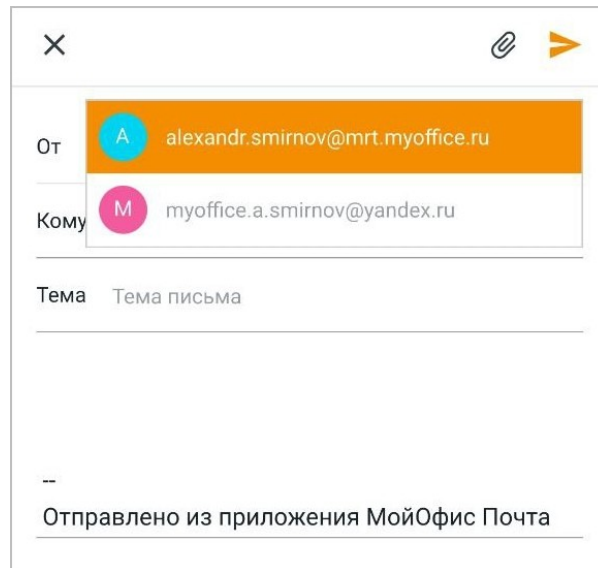 От
A
alexandr.smirnov@mrt.myoffice.ru
Кому
M
myoffice.a.smirnov@yandex.ru
Тема Тема письма
--
Отправлено из приложения МойОфис Почта